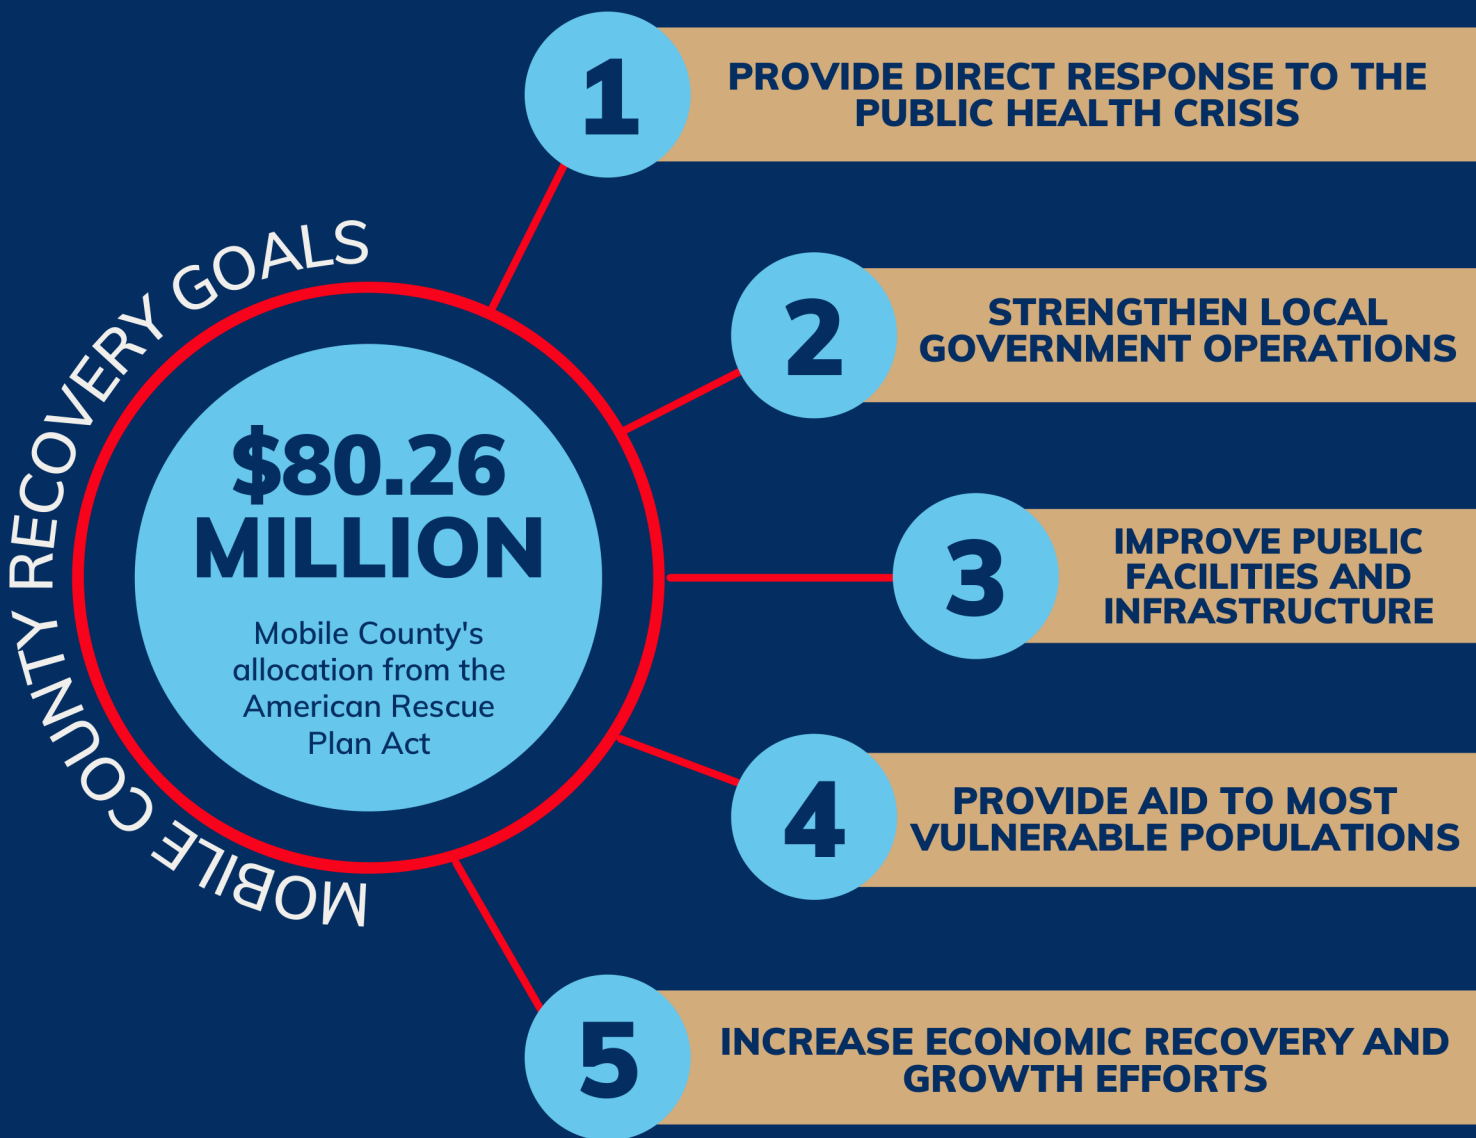 MOBILE COUNTY RECOVERY GOALS
$80.26
MILLION
Mobile County's
allocation from the
American Rescue
Plan Act
1
PROVIDE DIRECT RESPONSE TO THE
PUBLIC HEALTH CRISIS
2
STRENGTHEN LOCAL
GOVERNMENT OPERATIONS
3
IMPROVE PUBLIC
FACILITIES AND
INFRASTRUCTURE
4
PROVIDE AID TO MOST
VULNERABLE POPULATIONS
5
INCREASE ECONOMIC RECOVERY AND
GROWTH EFFORTS